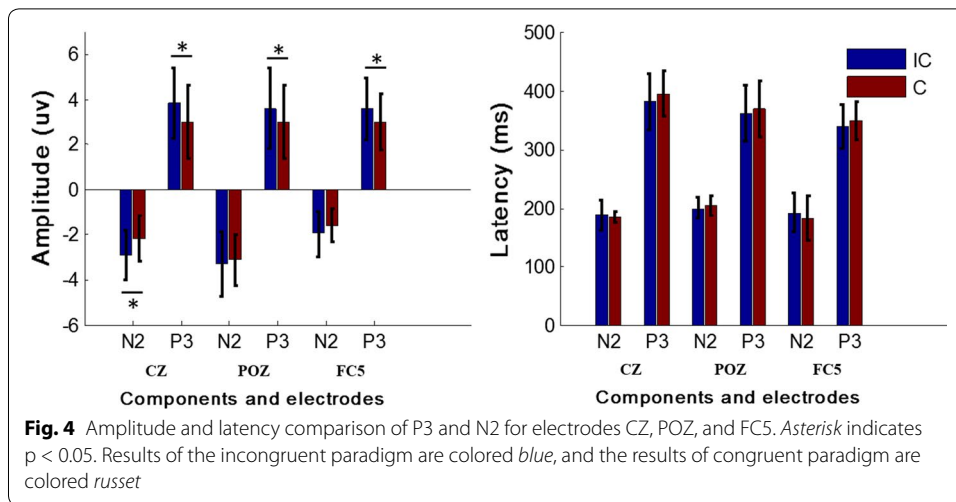 6
4
2
0
-2
-4
-6
Amplitude (uv)
*
*
*
*
N2 P3 N2 P3 N2 P3
CZ POZ FC5
Components and electrodes
500
400
300
200
100
0
Latency (ms)
IC
C
N2 P3 N2 P3 N2 P3
CZ POZ FC5
Components and electrodes
Fig. 4 Amplitude and latency comparison of P3 and N2 for electrodes CZ, POZ, and FC5. Asterisk indicates
p < 0.05. Results of the incongruent paradigm are colored blue, and the results of congruent paradigm are
colored russet